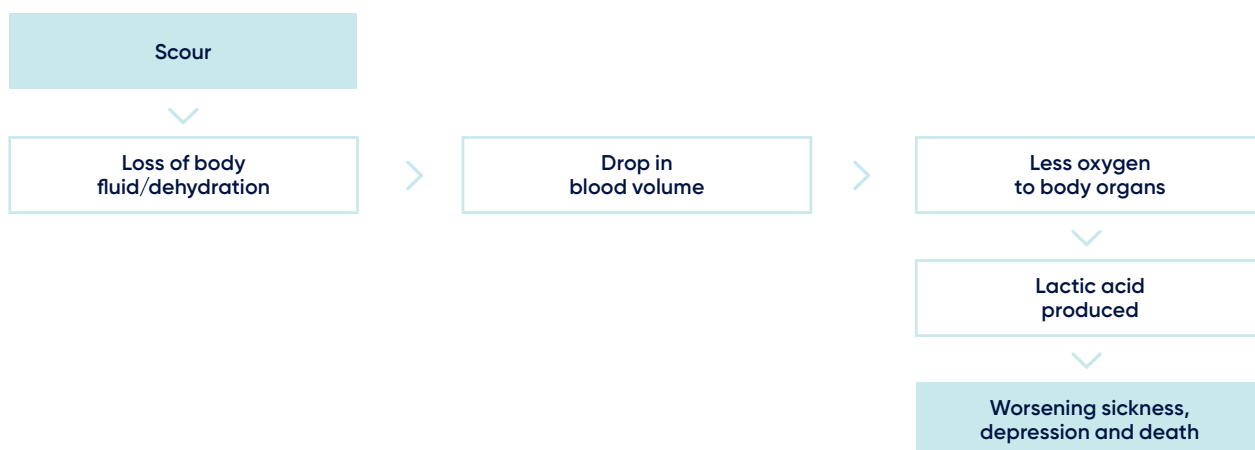 Scour
Loss of body
fluid/dehydration
Drop in
blood volume
Less oxygen
to body organs
Lactic acid
produced
Worsening sickness,
depression and death